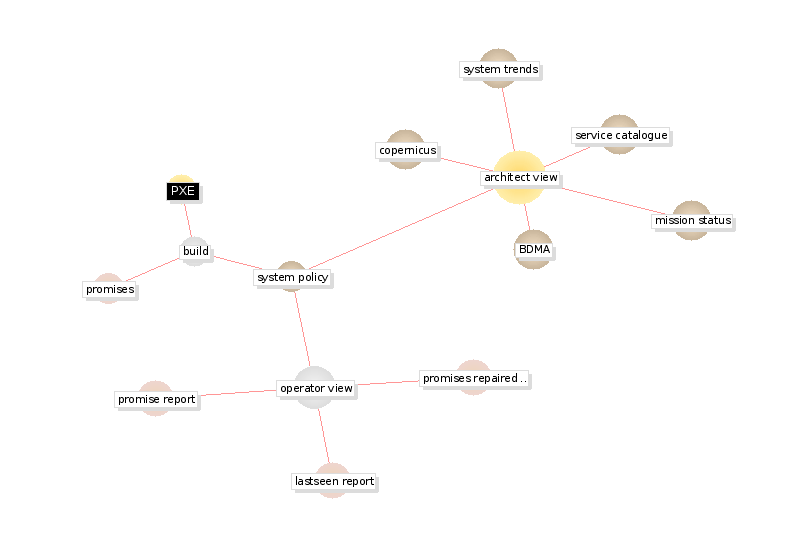 system trends
service catalogue
copernicus
architect view
PXE
mission status
build
BDMA
system policy
promises
promises repaired ..
operator view
promise report
lastseen report